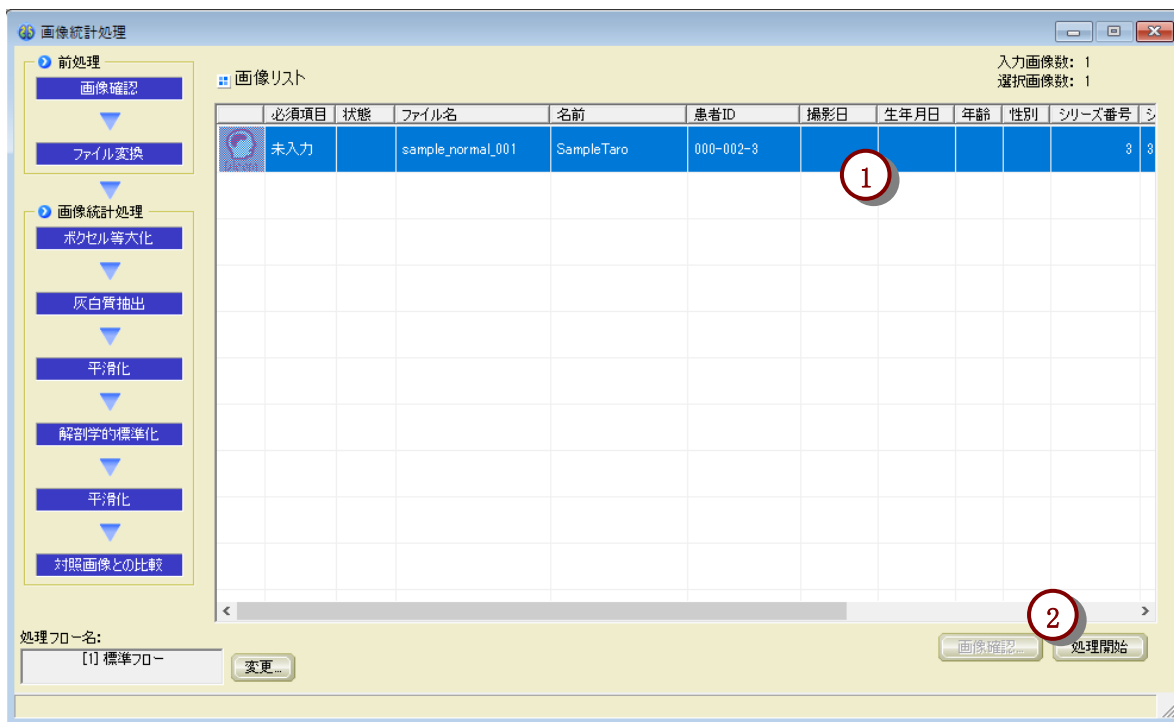 画像統計処理
前処理
画像確認
ファイル変換
画像統計処理
ボクセル等大化
灰白質抽出
平滑化
解剖学的標準化
平滑化
対照画像との比較
処理フロー名:
[1] 標準フロー
変更...
画像リスト
入力画像数: 1
選択画像数: 1
必須項目 状態 ファイル名 名前 患者ID 撮影日 生年月日 年齢 性別 シリーズ番号 シ
未入力 sample_normal_001 SampleTaro 000-002-3 3 3
1
2
画像確認...
処理開始